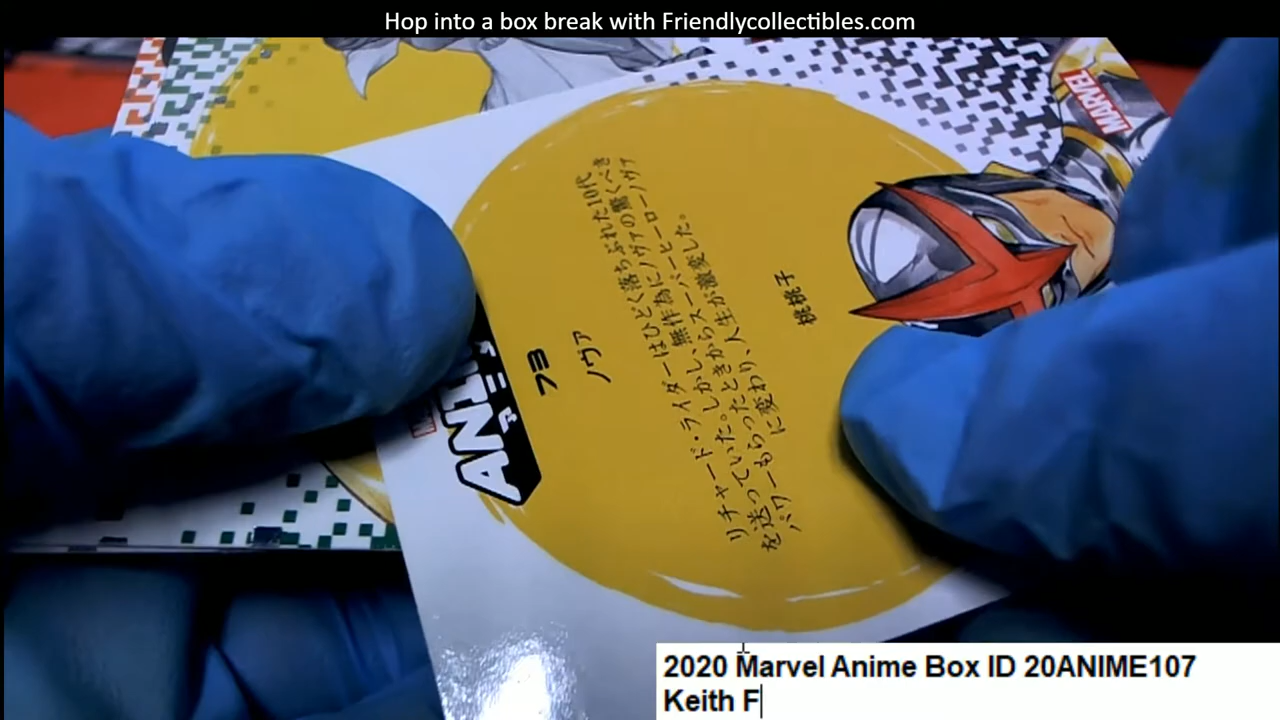 Hop into a box break with Friendlycollectibles.com
MARVEL
アニメ
フヨ
ノヴァ
リチャード・ライダーはひどく落ちぶれた10代
を送っていた。しかし、無作為にノヴァの驚くべき
パワーもらったときからスーパーヒーローノヴァ
に変わり、人生が激変した。
桃桃子
2020 Marvel Anime Box ID 20ANIME107
Keith F